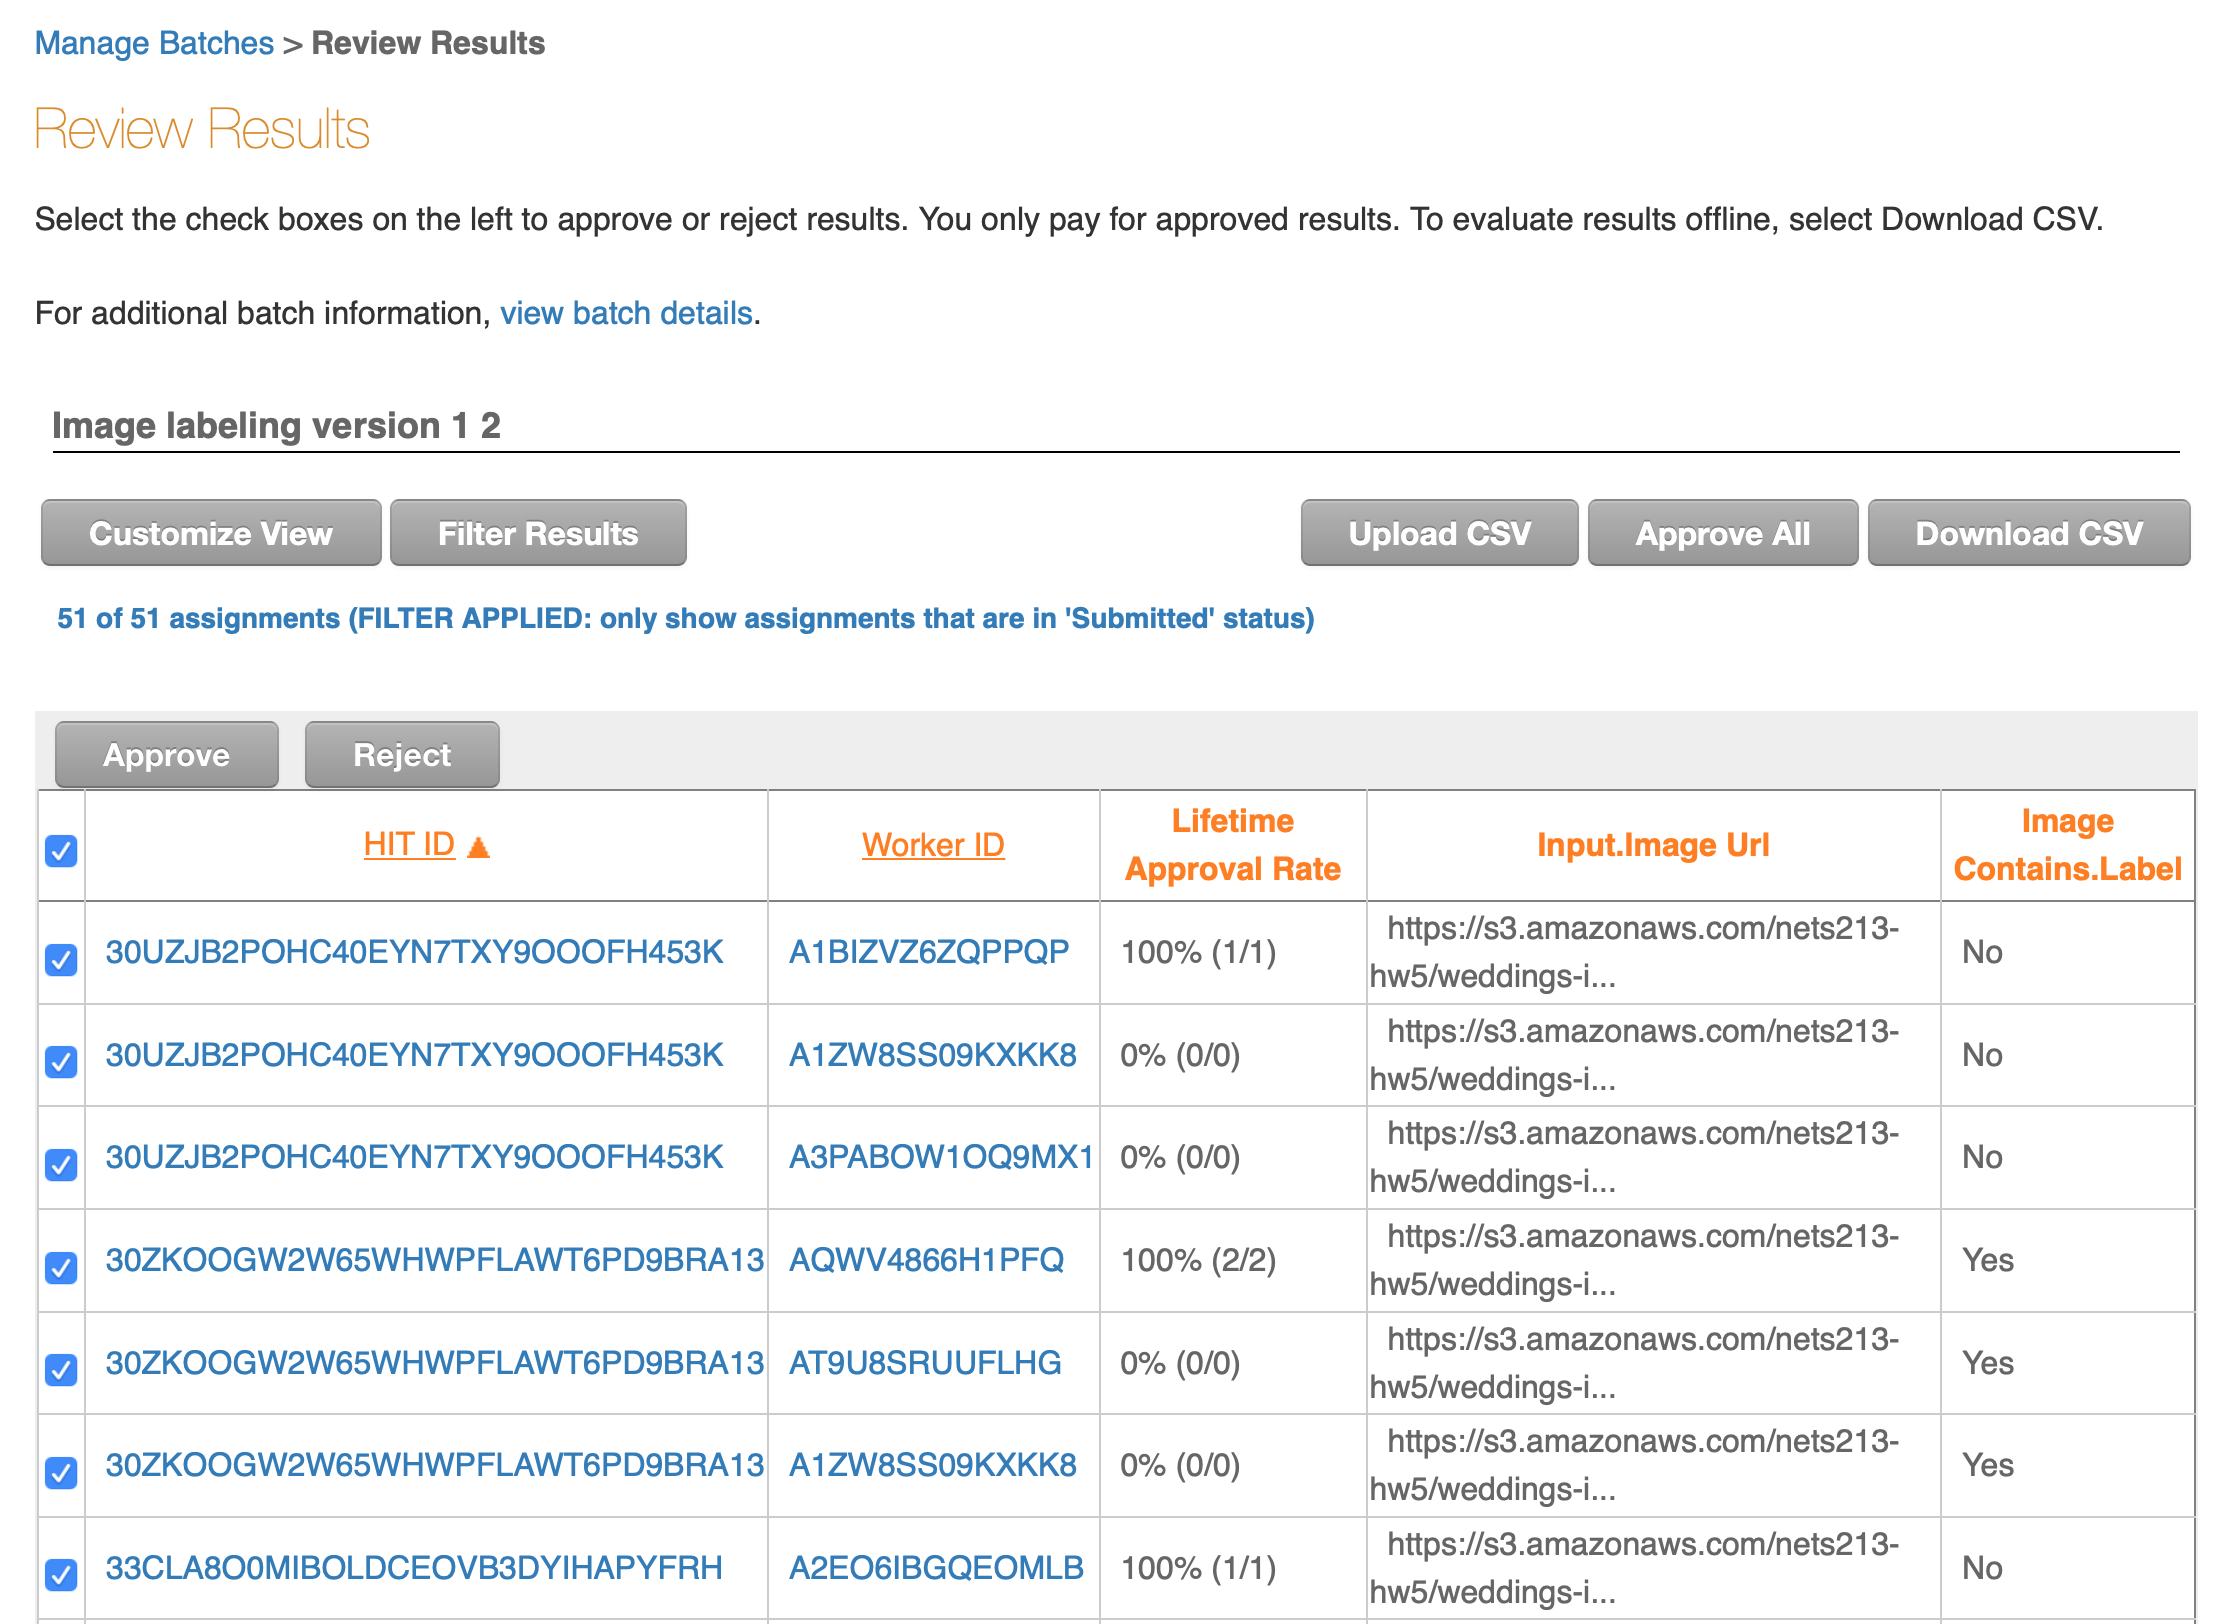 Manage Batches > Review Results
Review Results
Select the check boxes on the left to approve or reject results. You only pay for approved results. To evaluate results offline, select Download CSV.
For additional batch information, view batch details.
Image labeling version 1 2
Customize View Filter Results Upload CSV Approve All Download CSV
51 of 51 assignments (FILTER APPLIED: only show assignments that are in 'Submitted' status)
Approve Reject
HIT ID ▲ Worker ID Lifetime Approval Rate Input.Image Url Image Contains.Label
30UZJB2POHC40EYN7TXY9OOOFH453K A1BIZVZ6ZQPPQP 100% (1/1) https://s3.amazonaws.com/nets213-hw5/weddings-i... No
30UZJB2POHC40EYN7TXY9OOOFH453K A1ZW8SS09KXKK8 0% (0/0) https://s3.amazonaws.com/nets213-hw5/weddings-i... No
30UZJB2POHC40EYN7TXY9OOOFH453K A3PABOW1OQ9MX1 0% (0/0) https://s3.amazonaws.com/nets213-hw5/weddings-i... No
30ZKOOGW2W65WHWPFLAWT6PD9BRA13 AQWV4866H1PFQ 100% (2/2) https://s3.amazonaws.com/nets213-hw5/weddings-i... Yes
30ZKOOGW2W65WHWPFLAWT6PD9BRA13 AT9U8SRUUFLHG 0% (0/0) https://s3.amazonaws.com/nets213-hw5/weddings-i... Yes
30ZKOOGW2W65WHWPFLAWT6PD9BRA13 A1ZW8SS09KXKK8 0% (0/0) https://s3.amazonaws.com/nets213-hw5/weddings-i... Yes
33CLA8O0MIBOLDCEOVB3DYIHAPYFRH A2EO6IBGQEOMLB 100% (1/1) https://s3.amazonaws.com/nets213-hw5/weddings-i... No